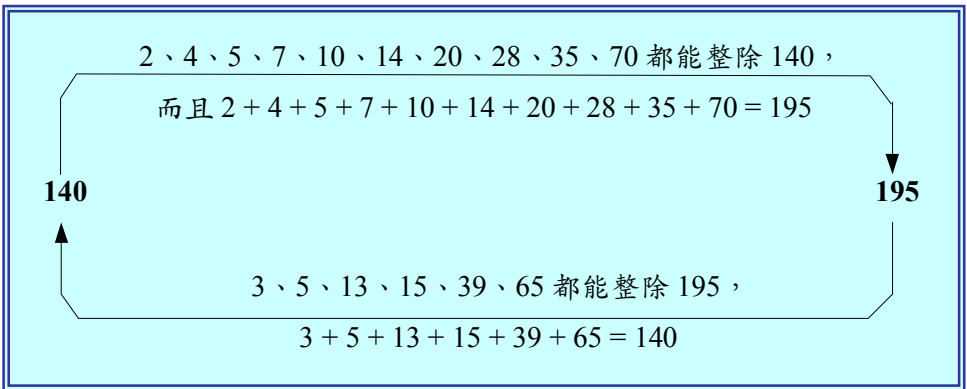 2、4、5、7、10、14、20、28、35、70 都能整除 140，
而且 2 + 4 + 5 + 7 + 10 + 14 + 20 + 28 + 35 + 70 = 195
140
195
3、5、13、15、39、65 都能整除 195，
3 + 5 + 13 + 15 + 39 + 65 = 140